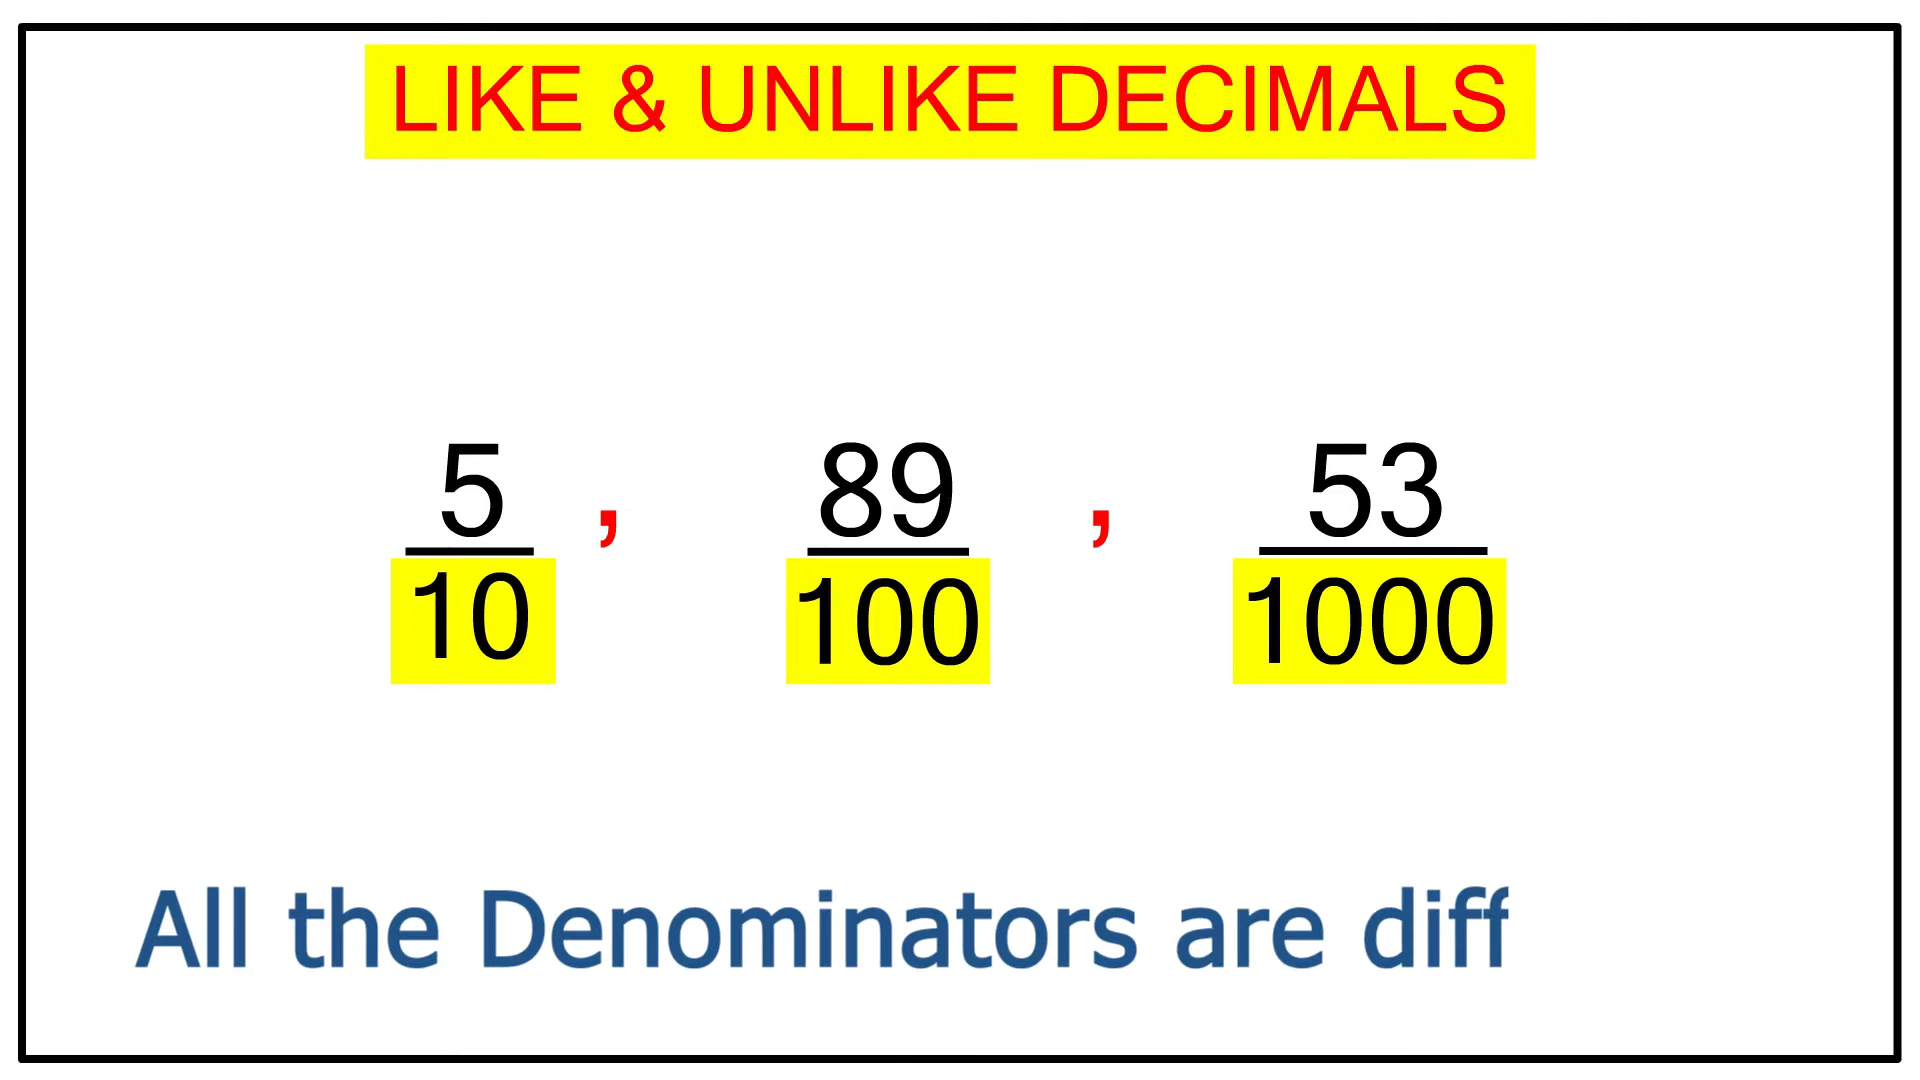 LIKE & UNLIKE DECIMALS
5 , 89 , 53
10 100 1000
All the Denominators are diff